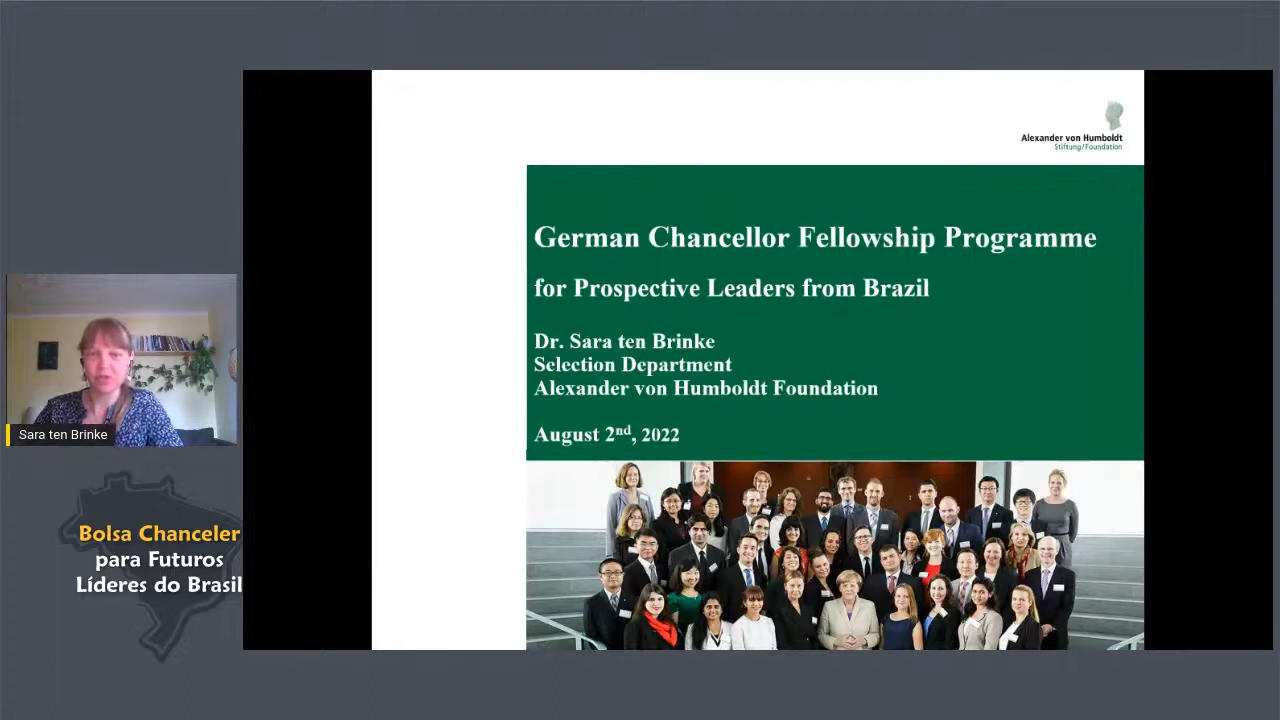 Alexander von Humboldt
Stiftung/Foundation
German Chancellor Fellowship Programme
for Prospective Leaders from Brazil
Dr. Sara ten Brinke
Selection Department
Alexander von Humboldt Foundation
August 2nd, 2022
Sara ten Brinke
Bolsa Chanceler
para Futuros
Líderes do Brasil